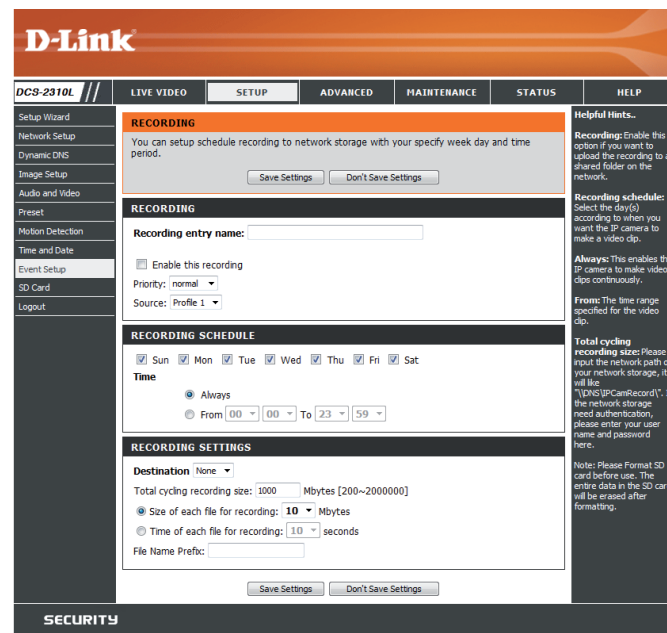 D-Link
DCS-2310L
LIVE VIDEO
SETUP
ADVANCED
MAINTENANCE
STATUS
HELP
Setup Wizard
Network Setup
Dynamic DNS
Image Setup
Audio and Video
Preset
Motion Detection
Time and Date
Event Setup
SD Card
Logout
RECORDING
You can setup schedule recording to network storage with your specify week day and time
period.
Save Settings Don't Save Settings
RECORDING
Recording entry name:
Enable this recording
Priority: normal
Source: Profile 1
RECORDING SCHEDULE
Sun Mon Tue Wed Thu Fri Sat
Time
Always
From 00 00 To 23 59
RECORDING SETTINGS
Destination None
Total cycling recording size: 1000 Mbytes [200~2000000]
Size of each file for recording: 10 Mbytes
Time of each file for recording: 10 seconds
File Name Prefix:
Save Settings Don't Save Settings
Helpful Hints..
Recording: Enable this
option if you want to
upload the recording to a
shared folder on the
network.
Recording schedule:
Select the day(s)
according to when you
want the IP camera to
make a video clip.
Always: This enables th
IP camera to make video
clips continuously.
From: The time range
specified for the video
clip.
Total cycling
recording size: Please
input the network path o
your network storage, it
will like
"\\DNS\IPCamRecord\".
the network storage
need authentication,
please enter your user
name and password
here.
Note: Please Format SD
card before use. The
entire data in the SD car
will be erased after
formatting.
SECURITY